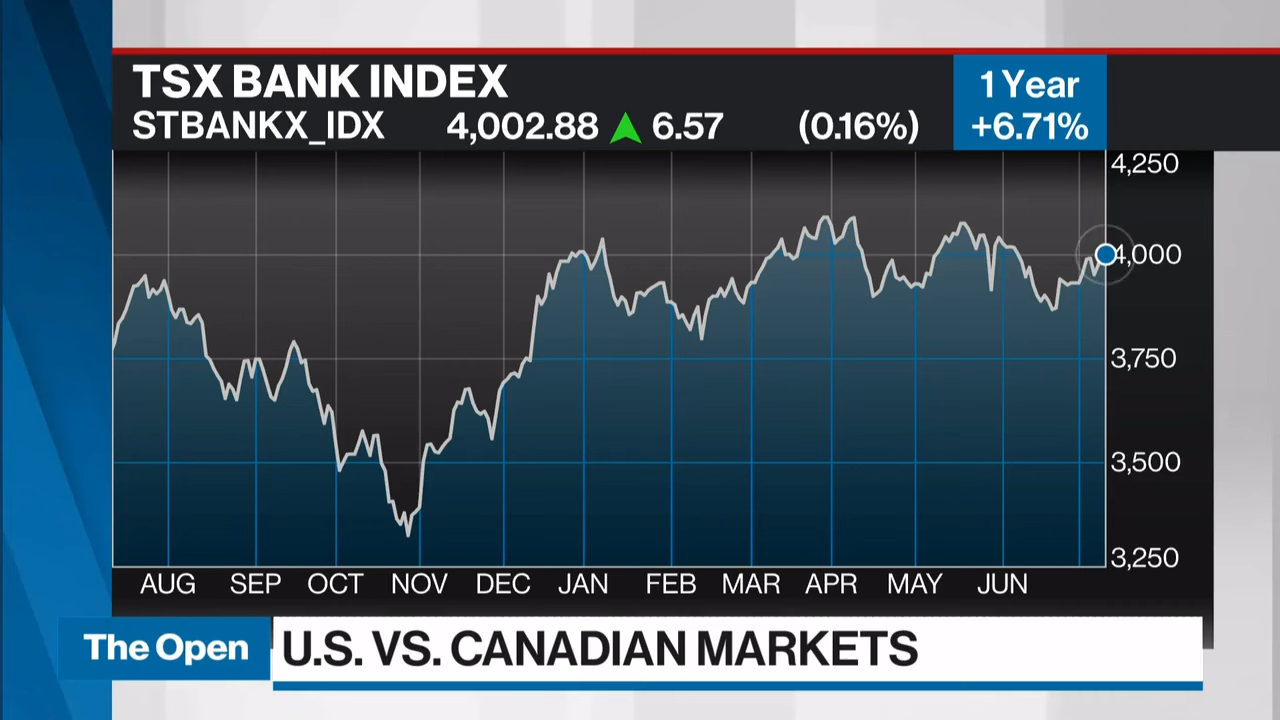 TSX BANK INDEX
STBANKX_IDX 4,002.88 ▲ 6.57 (0.16%)
1 Year
+6.71%
4,250
4,000
3,750
3,500
3,250
AUG SEP OCT NOV DEC JAN FEB MAR APR MAY JUN
The Open
U.S. VS. CANADIAN MARKETS